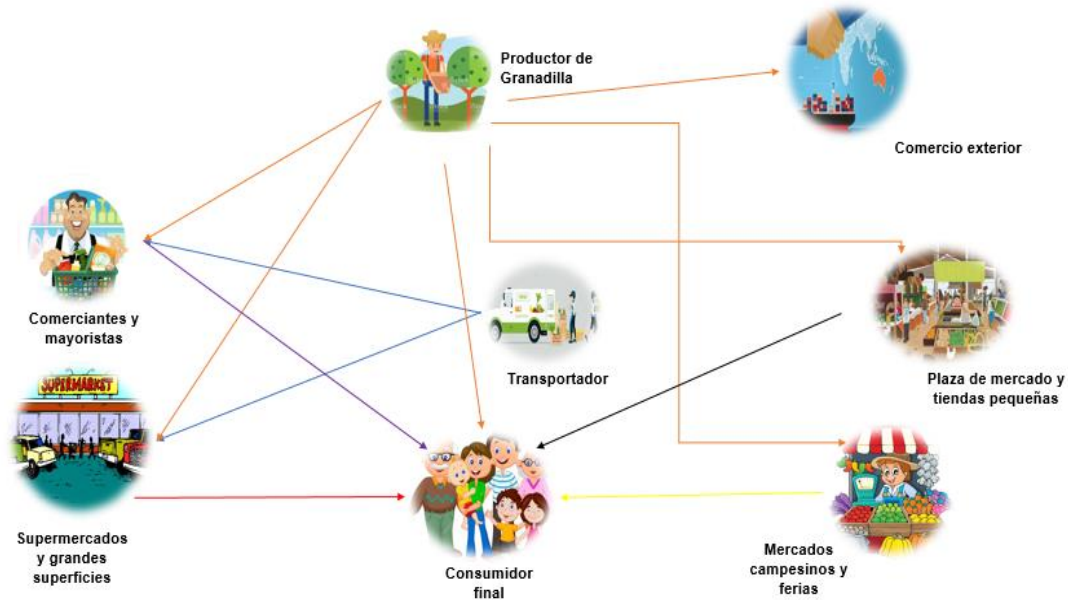 Productor de
Granadilla
Comercio exterior
Comerciantes y
mayoristas
Transportador
Plaza de mercado y
tiendas pequeñas
SUPERMARKET
Supermercados
y grandes
superficies
Consumidor
final
Mercados
campesinos y
ferias